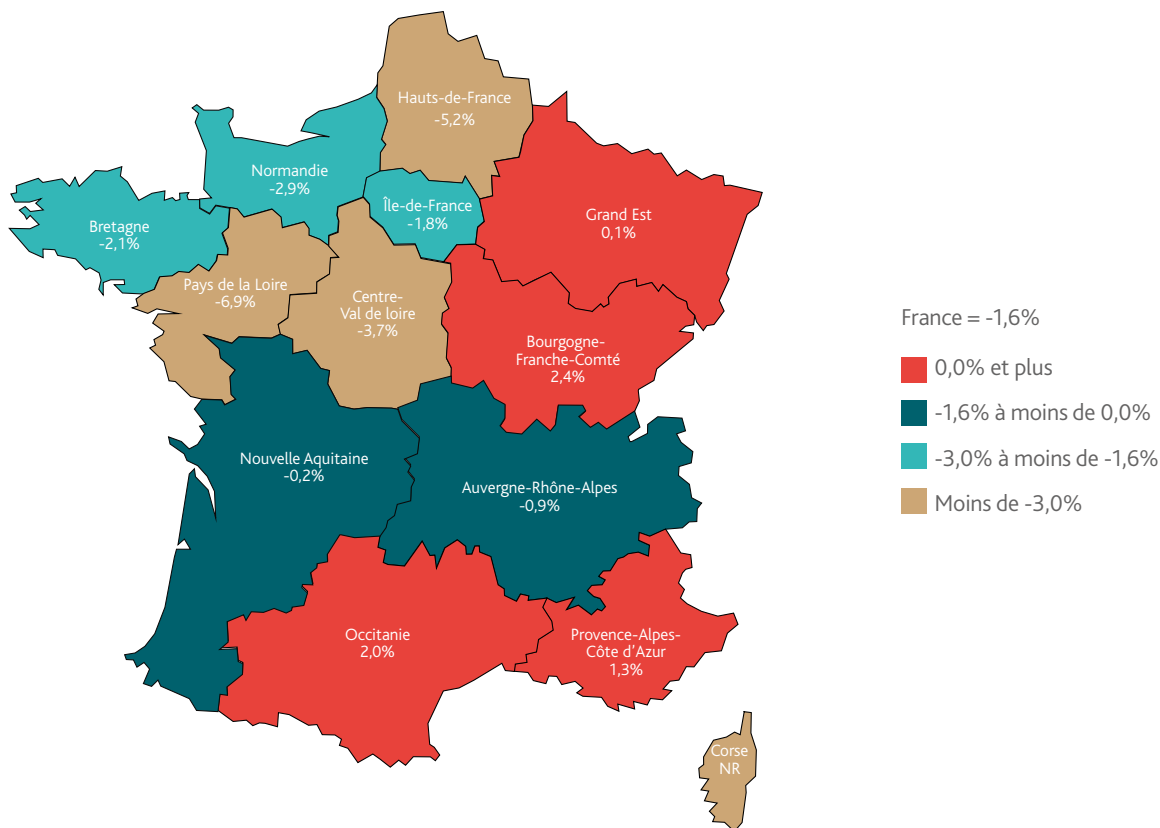 Hauts-de-France
-5,2%
Normandie
-2,9%
Île-de-France
-1,8%
Bretagne
-2,1%
Grand Est
0,1%
Pays de la Loire
-6,9%
Centre-
Val de loire
-3,7%
Bourgogne-
Franche-Comté
2,4%
Nouvelle Aquitaine
-0,2%
Auvergne-Rhône-Alpes
-0,9%
Occitanie
2,0%
Provence-Alpes-
Côte d'Azur
1,3%
Corse
NR
France = -1,6%
0,0% et plus
-1,6% à moins de 0,0%
-3,0% à moins de -1,6%
Moins de -3,0%